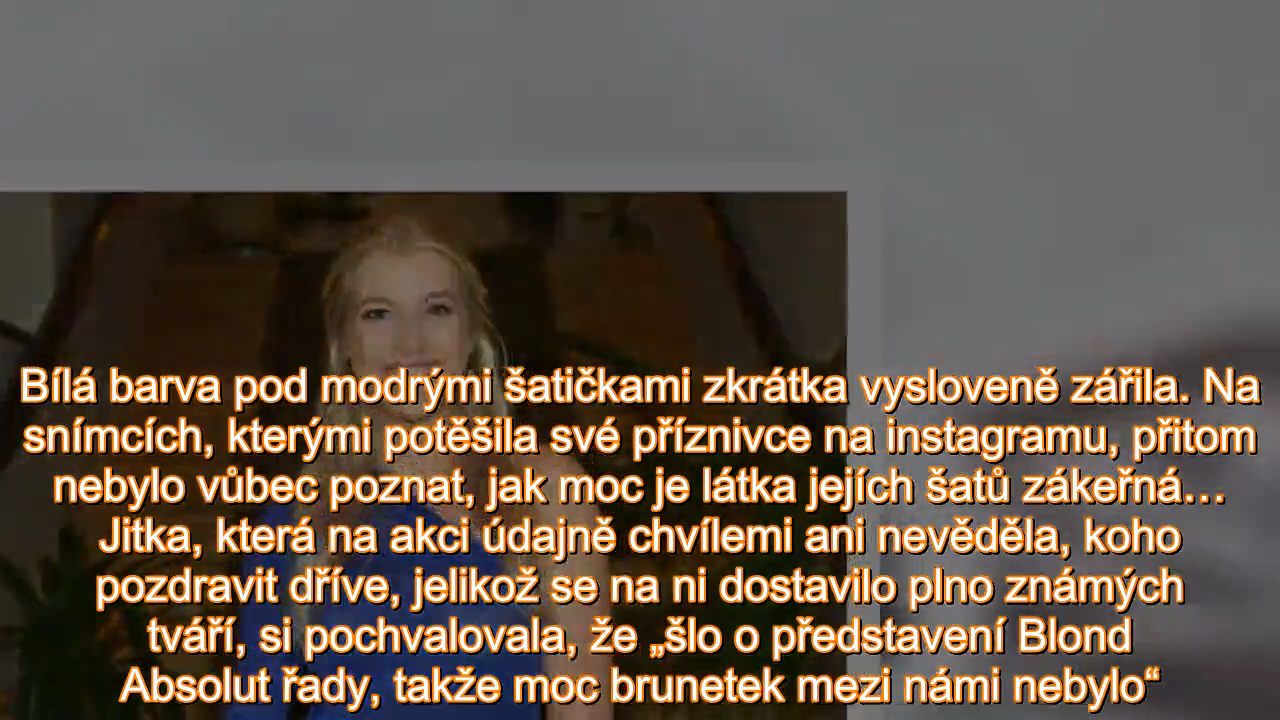 Bílá barva pod modrými šatičkami zkrátka vysloveně zářila. Na
snímcích, kterými potěšila své příznivce na instagramu, přitom
nebylo vůbec poznat, jak moc je látka jejích šatů zákeřná…
Jitka, která na akci údajně chvílemi ani nevěděla, koho
pozdravit dříve, jelikož se na ni dostavilo plno známých
tváří, si pochvalovala, že „šlo o představení Blond
Absolut řady, takže moc brunetek mezi námi nebylo“